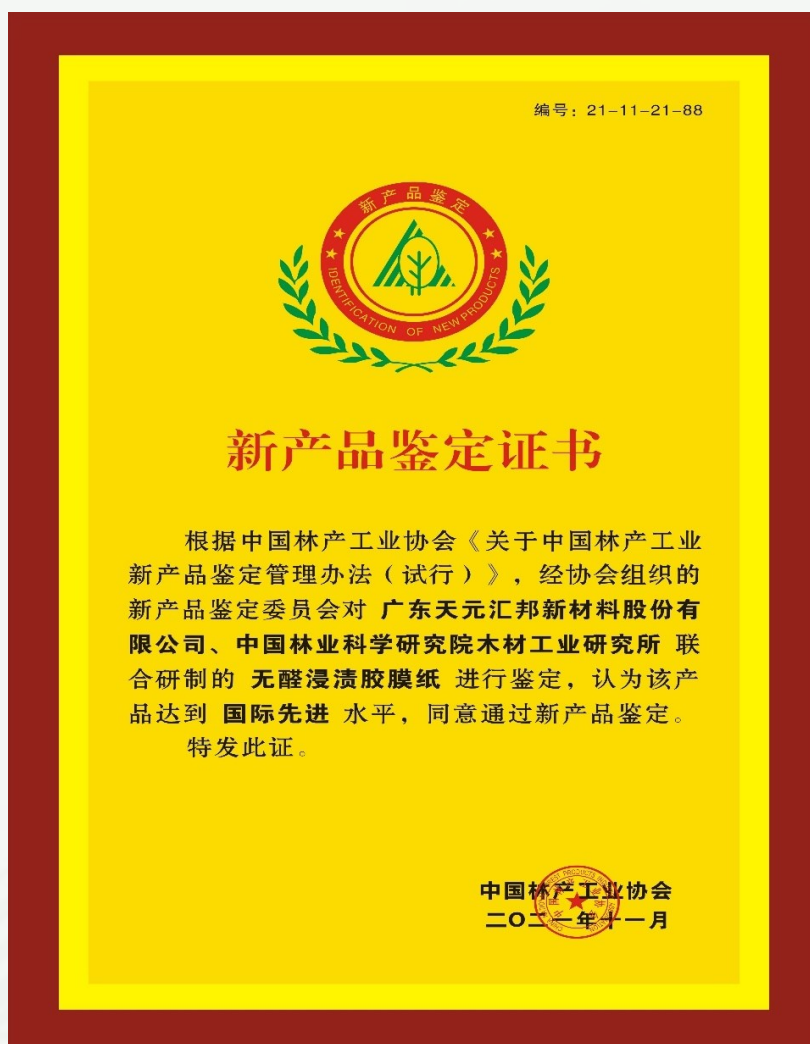 编号：21-11-21-88
新产品鉴定
IDENTIFICATION OF NEW PRODUCTS
新产品鉴定证书
根据中国林产工业协会《关于中国林产工业
新产品鉴定管理办法（试行）》，经协会组织的
新产品鉴定委员会对 广东天元汇邦新材料股份有
限公司、中国林业科学研究院木材工业研究所 联
合研制的 无醛浸渍胶膜纸 进行鉴定，认为该产
品达到 国际先进 水平，同意通过新产品鉴定。
特发此证。
中国林产工业协会
二〇二一年十一月